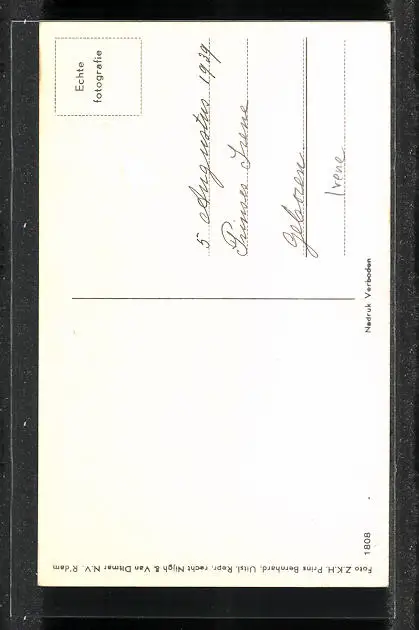 Echte
fotografie
5 Augustus 1939
Prinses Irene
geboren
Irene
Nadruk Verboden
1808
Foto Z.K.H. Prins Bernhard. Uitsl. Repr. recht Nijgh & Van Ditmar N.V. R'dam